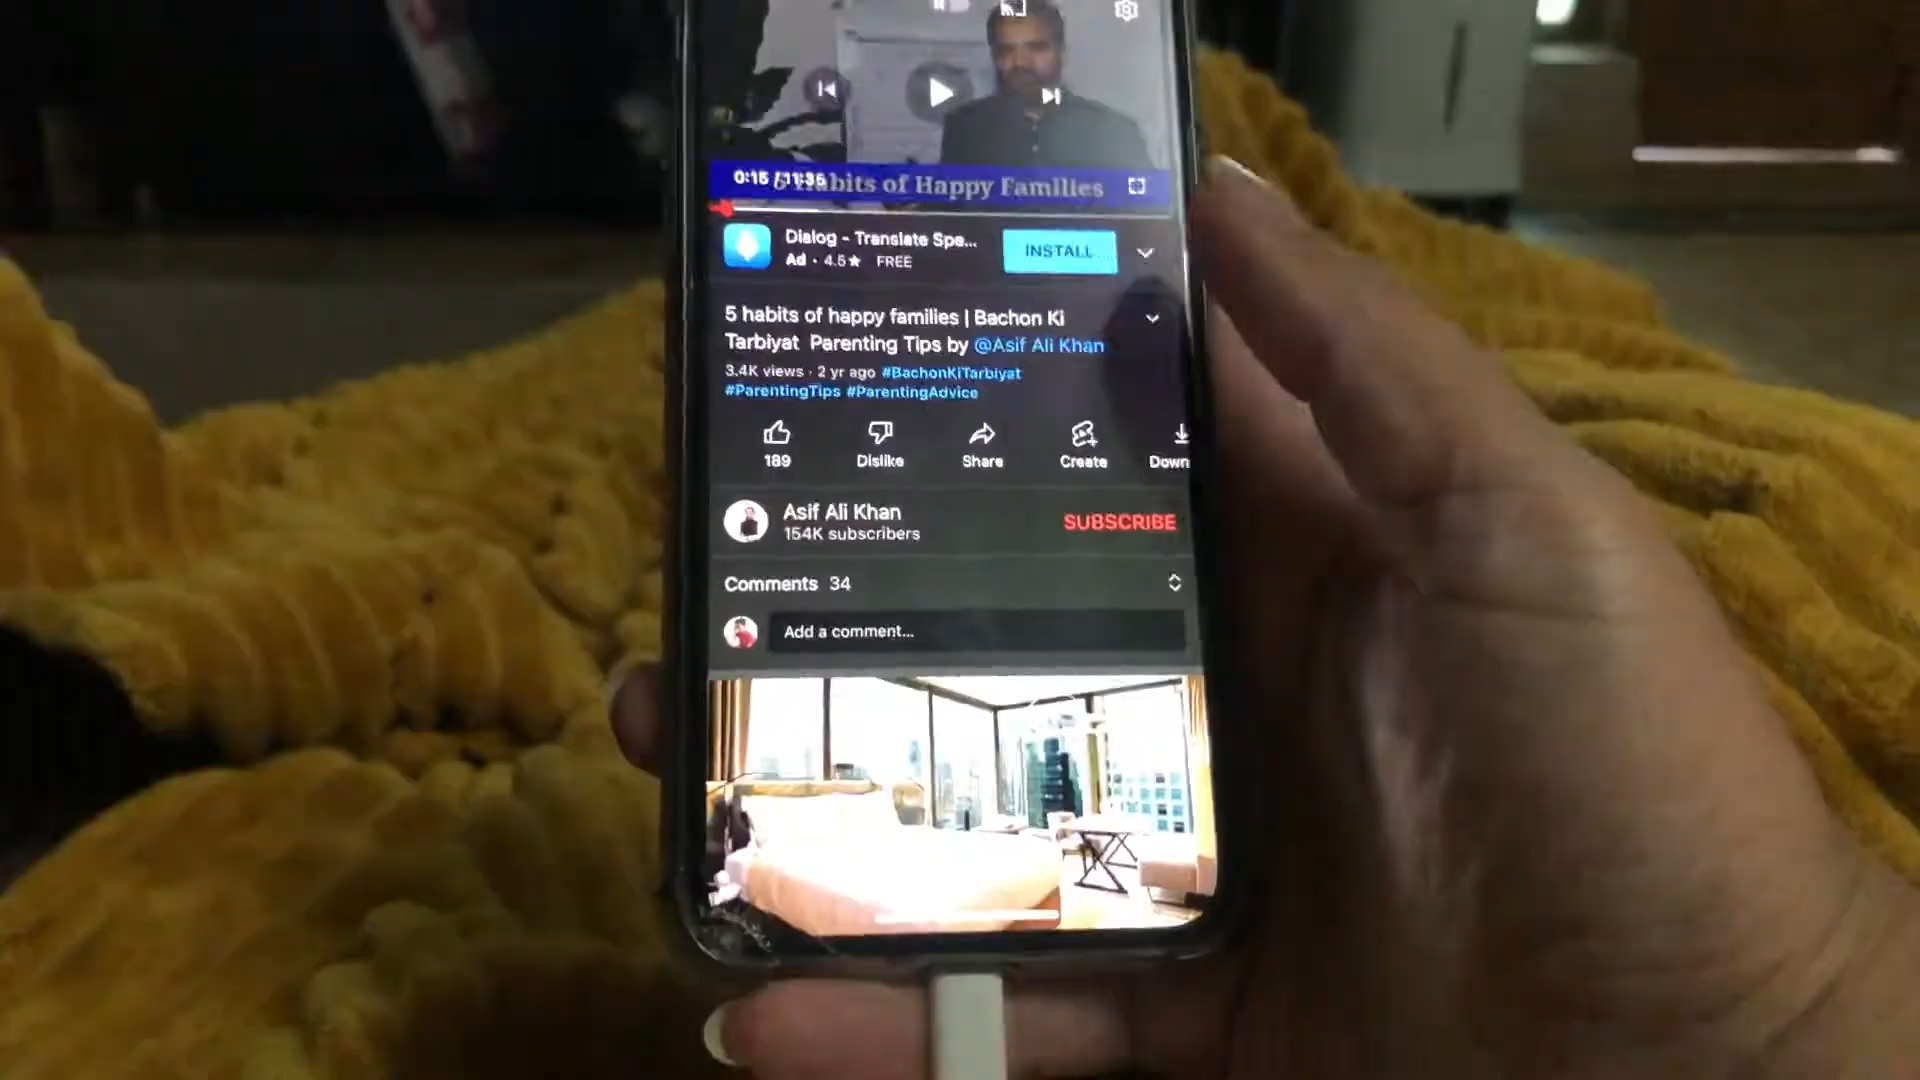 0:15 / 11:35
5 Habits of Happy Families
Dialog - Translate Spe...
Ad · 4.5★ FREE
INSTALL
5 habits of happy families | Bachon Ki
Tarbiyat Parenting Tips by @Asif Ali Khan
3.4K views · 2 yr ago #BachonKiTarbiyat
#ParentingTips #ParentingAdvice
189
Dislike
Share
Create
Down
Asif Ali Khan
154K subscribers
SUBSCRIBE
Comments 34
Add a comment...